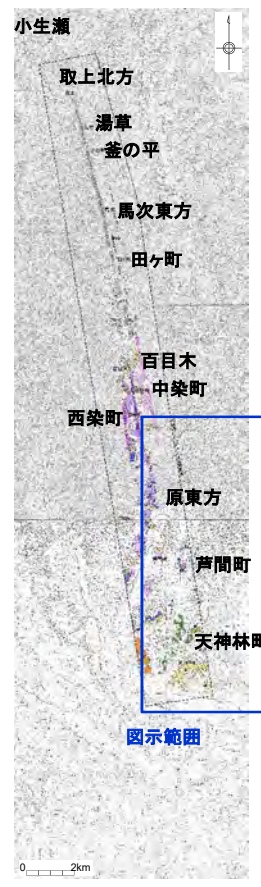 小生瀬
取上北方
湯草
釜の平
馬次東方
田ヶ町
百目木
中染町
西染町
原東方
芦間町
天神林町
図示範囲
0 2km